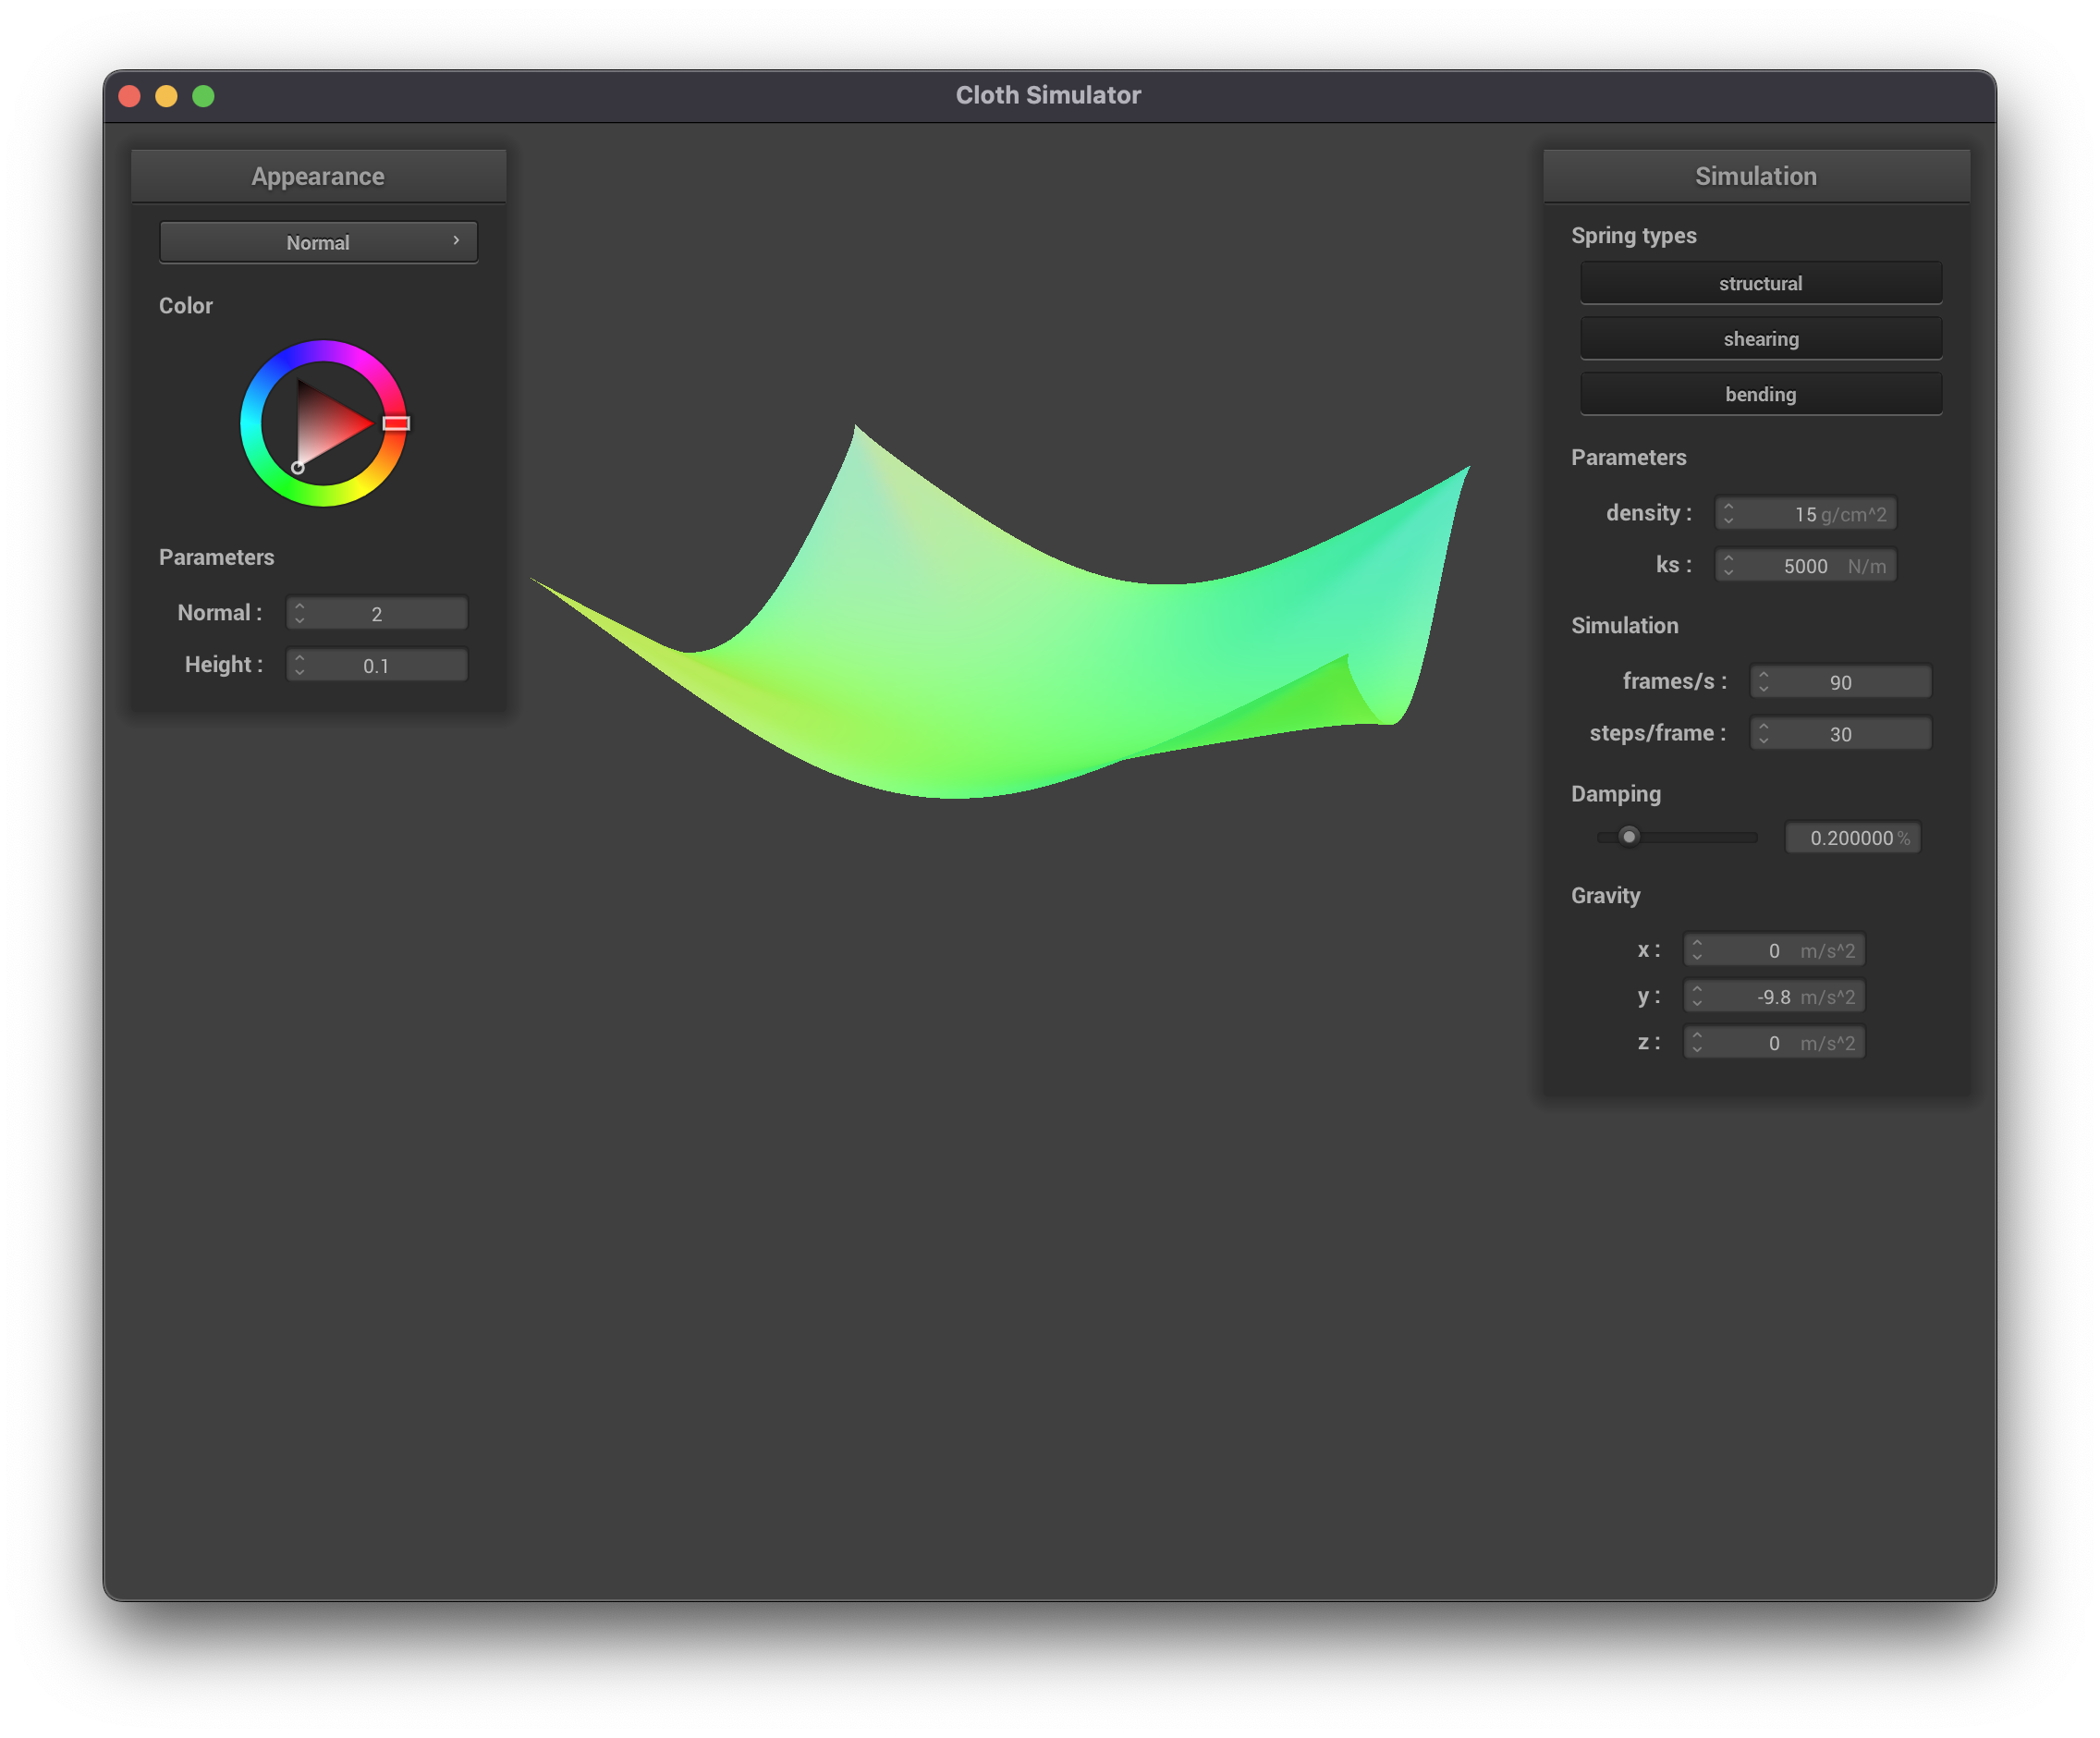 Cloth Simulator
Appearance
Normal
Color
Parameters
Normal : 2
Height : 0.1
Simulation
Spring types
structural
shearing
bending
Parameters
density : 15 g/cm^2
ks : 5000 N/m
Simulation
frames/s : 90
steps/frame : 30
Damping
0.200000 %
Gravity
x : 0 m/s^2
y : -9.8 m/s^2
z : 0 m/s^2